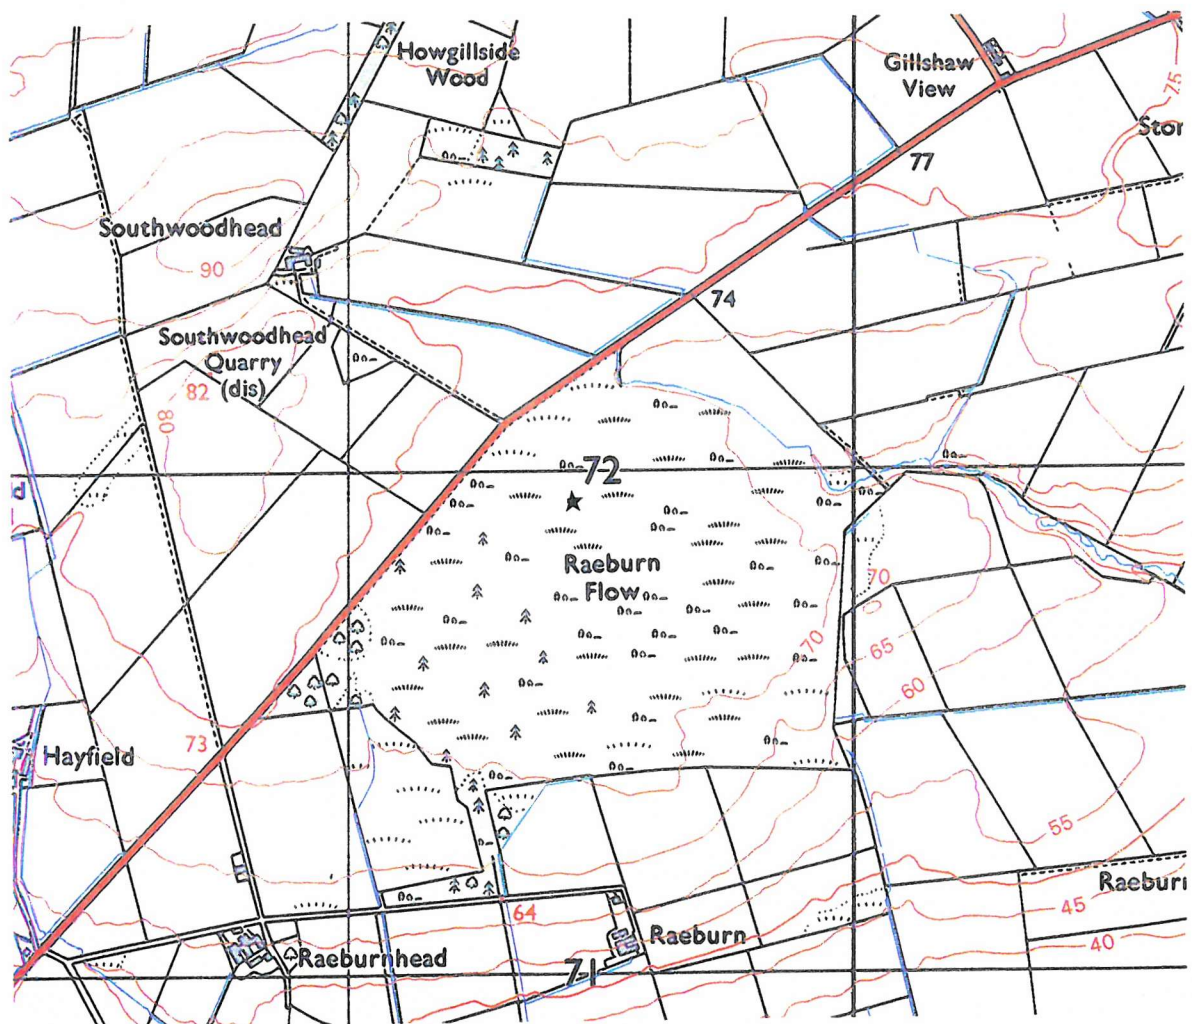 Howgillside
Wood
Gillshaw
View
75
Stor
77
Southwoodhead
90
74
Southwoodhead
Quarry
(dis)
82
80
72
d
Raeburn
Flow
70
70
65
60
73
Hayfield
55
Raeburn
45
64
40
Raeburn
Raeburnhead
71